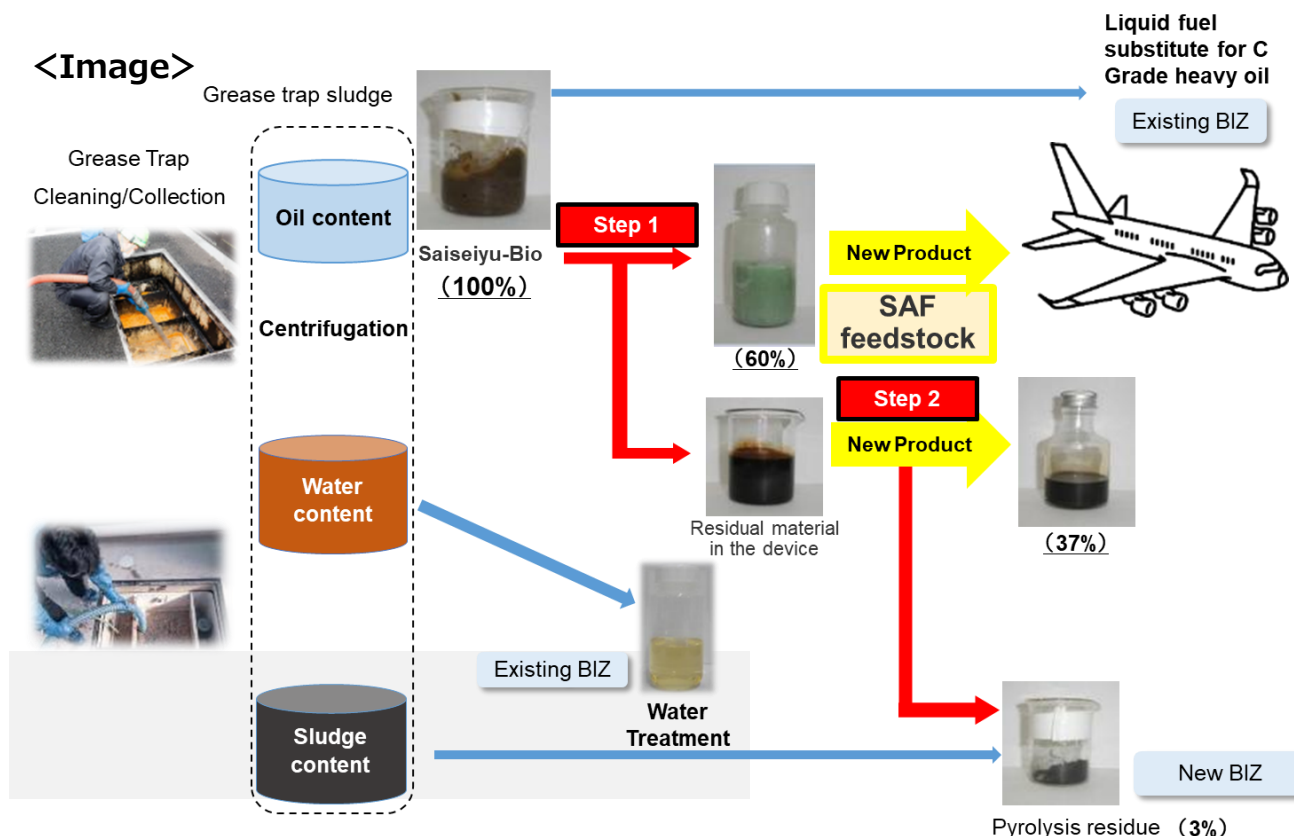 <Image>
Grease trap sludge
Liquid fuel
substitute for C
Grade heavy oil
Existing BIZ
Grease Trap
Cleaning/Collection
Oil content
Saiseiyu-Bio
(100%)
Step 1
New Product
SAF
feedstock
(60%)
Centrifugation
Step 2
New Product
Residual material
in the device
(37%)
Water
content
Existing BIZ
Water
Treatment
Sludge
content
New BIZ
Pyrolysis residue (3%)